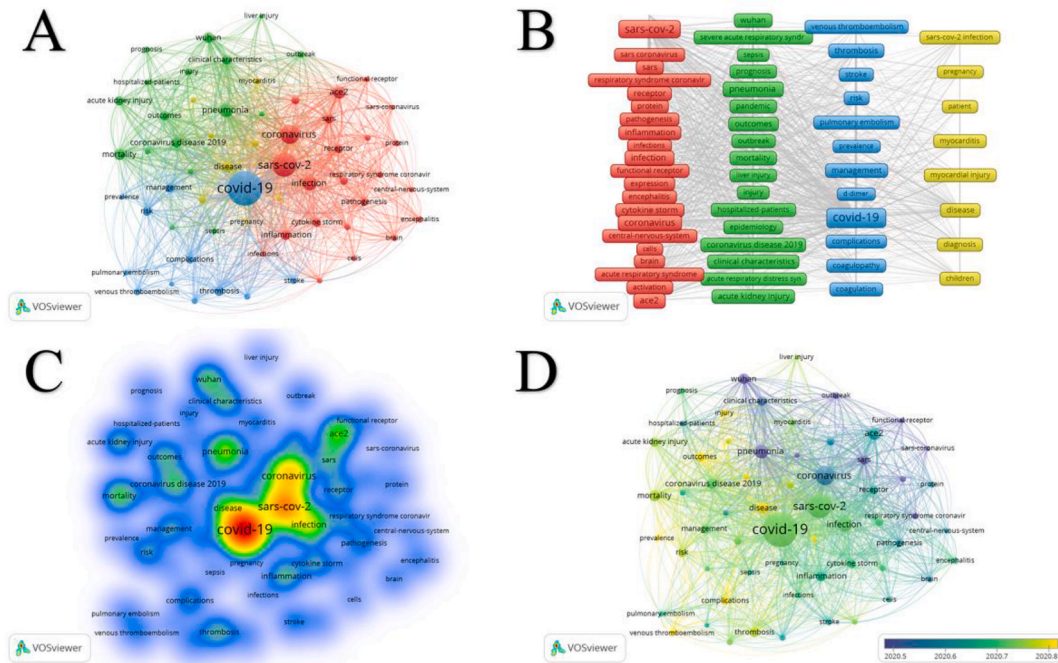 A
liver injury
wuhan
prognosis
outbreak
clinical characteristics
injury
myocarditis
functional receptor
hospitalized-patients
ace2
acute kidney injury
pneumonia
sars-coronavirus
outcomes
sars
coronavirus
coronavirus disease 2019
receptor
protein
mortality
disease
sars-cov-2
respiratory syndrome coronavir
management
covid-19
infection
central-nervous-system
prevalence
risk
pathogenesis
encephalitis
pregnancy
cytokine storm
sepsis
inflammation
brain
infections
complications
cells
pulmonary embolism
stroke
venous thromboembolism
thrombosis
VOSviewer
B
sars-cov-2
sars coronavirus
sars
respiratory syndrome coronavir
receptor
protein
pathogenesis
inflammation
infections
infection
functional receptor
expression
encephalitis
cytokine storm
coronavirus
central-nervous-system
cells
brain
acute respiratory syndrome
activation
ace2
wuhan
severe acute respiratory syndr
sepsis
prognosis
pneumonia
pandemic
outcomes
outbreak
mortality
liver injury
injury
hospitalized-patients
epidemiology
coronavirus disease 2019
clinical characteristics
acute respiratory distress syn
acute kidney injury
venous thromboembolism
thrombosis
stroke
risk
pulmonary embolism
prevalence
management
d-dimer
covid-19
complications
coagulopathy
coagulation
sars-cov-2 infection
pregnancy
patient
myocarditis
myocardial injury
disease
diagnosis
children
VOSviewer
C
liver injury
wuhan
prognosis
outbreak
clinical characteristics
injury
myocarditis
functional receptor
hospitalized-patients
ace2
acute kidney injury
pneumonia
sars-coronavirus
outcomes
sars
coronavirus
coronavirus disease 2019
receptor
protein
mortality
disease
sars-cov-2
respiratory syndrome coronavir
management
covid-19
infection
central-nervous-system
prevalence
risk
pathogenesis
encephalitis
pregnancy
cytokine storm
sepsis
inflammation
brain
infections
complications
cells
pulmonary embolism
stroke
venous thromboembolism
thrombosis
VOSviewer
D
liver injury
wuhan
prognosis
outbreak
clinical characteristics
injury
myocarditis
functional receptor
hospitalized-patients
ace2
acute kidney injury
pneumonia
sars-coronavirus
outcomes
sars
coronavirus
coronavirus disease 2019
receptor
protein
mortality
disease
sars-cov-2
respiratory syndrome coronavir
management
covid-19
infection
central-nervous-system
prevalence
risk
pathogenesis
encephalitis
pregnancy
cytokine storm
sepsis
inflammation
brain
infections
complications
cells
pulmonary embolism
stroke
venous thromboembolism
thrombosis
VOSviewer
2020.5
2020.6
2020.7
2020.8